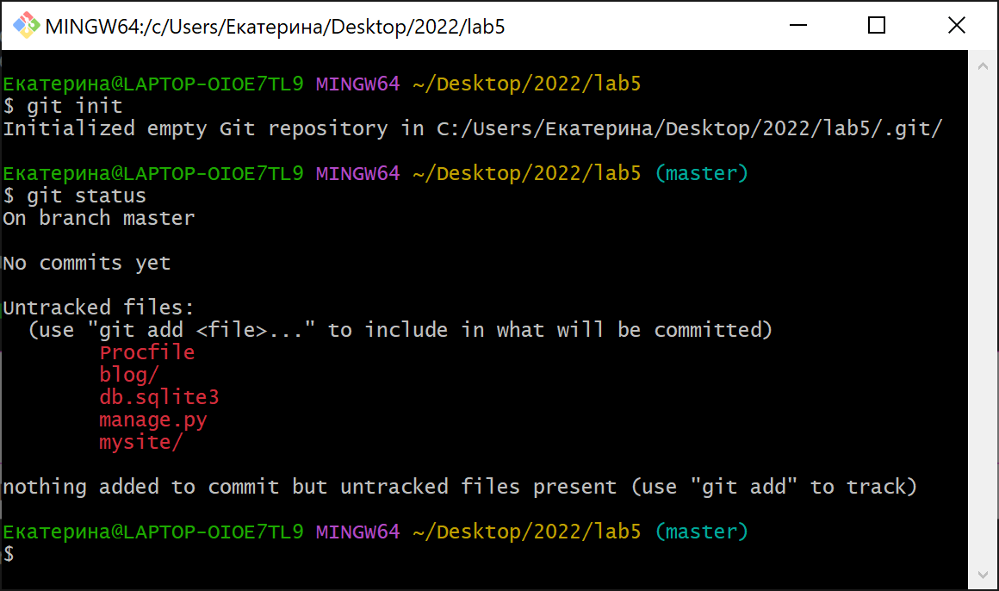 MINGW64:/c/Users/Екатерина/Desktop/2022/lab5
Екатерина@LAPTOP-OIOE7TL9 MINGW64 ~/Desktop/2022/lab5
$ git init
Initialized empty Git repository in C:/Users/Екатерина/Desktop/2022/lab5/.git/
Екатерина@LAPTOP-OIOE7TL9 MINGW64 ~/Desktop/2022/lab5 (master)
$ git status
On branch master
No commits yet
Untracked files:
(use "git add <file>..." to include in what will be committed)
Procfile
blog/
db.sqlite3
manage.py
mysite/
nothing added to commit but untracked files present (use "git add" to track)
Екатерина@LAPTOP-OIOE7TL9 MINGW64 ~/Desktop/2022/lab5 (master)
$